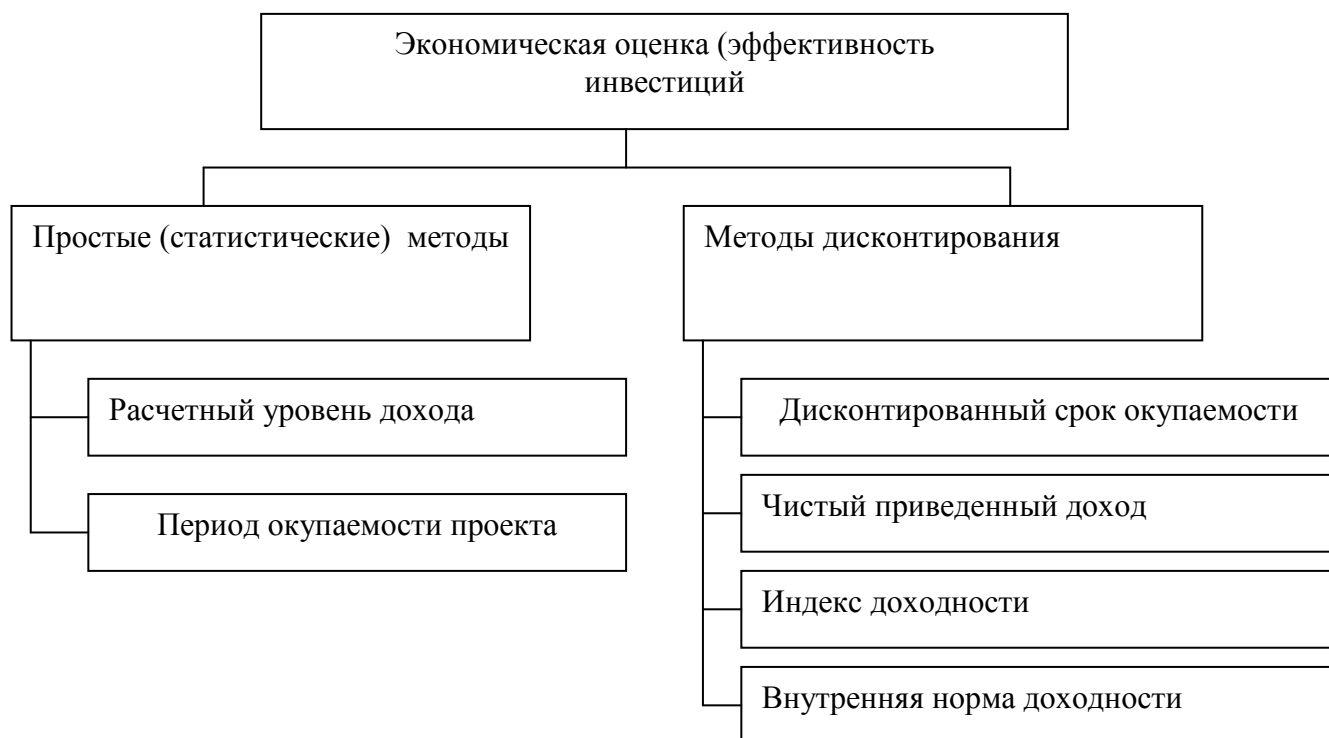 Экономическая оценка (эффективность
инвестиций
Простые (статистические) методы
Методы дисконтирования
Расчетный уровень дохода
Период окупаемости проекта
Дисконтированный срок окупаемости
Чистый приведенный доход
Индекс доходности
Внутренняя норма доходности